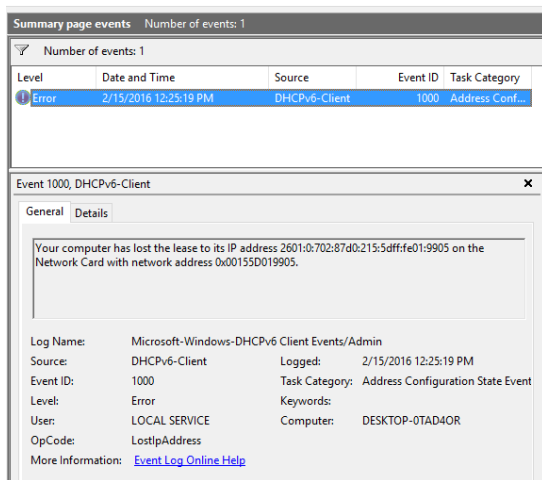 Summary page events Number of events: 1
Number of events: 1
Level Date and Time Source Event ID Task Category
Error 2/15/2016 12:25:19 PM DHCPv6-Client 1000 Address Conf...
Event 1000, DHCPv6-Client
General Details
Your computer has lost the lease to its IP address 2601:0:702:87d0:215:5dff:fe01:9905 on the
Network Card with network address 0x00155D019905.
Log Name: Microsoft-Windows-DHCPv6 Client Events/Admin
Source: DHCPv6-Client Logged: 2/15/2016 12:25:19 PM
Event ID: 1000 Task Category: Address Configuration State Event
Level: Error Keywords:
User: LOCAL SERVICE Computer: DESKTOP-0TAD4OR
OpCode: LostIpAddress
More Information: Event Log Online Help